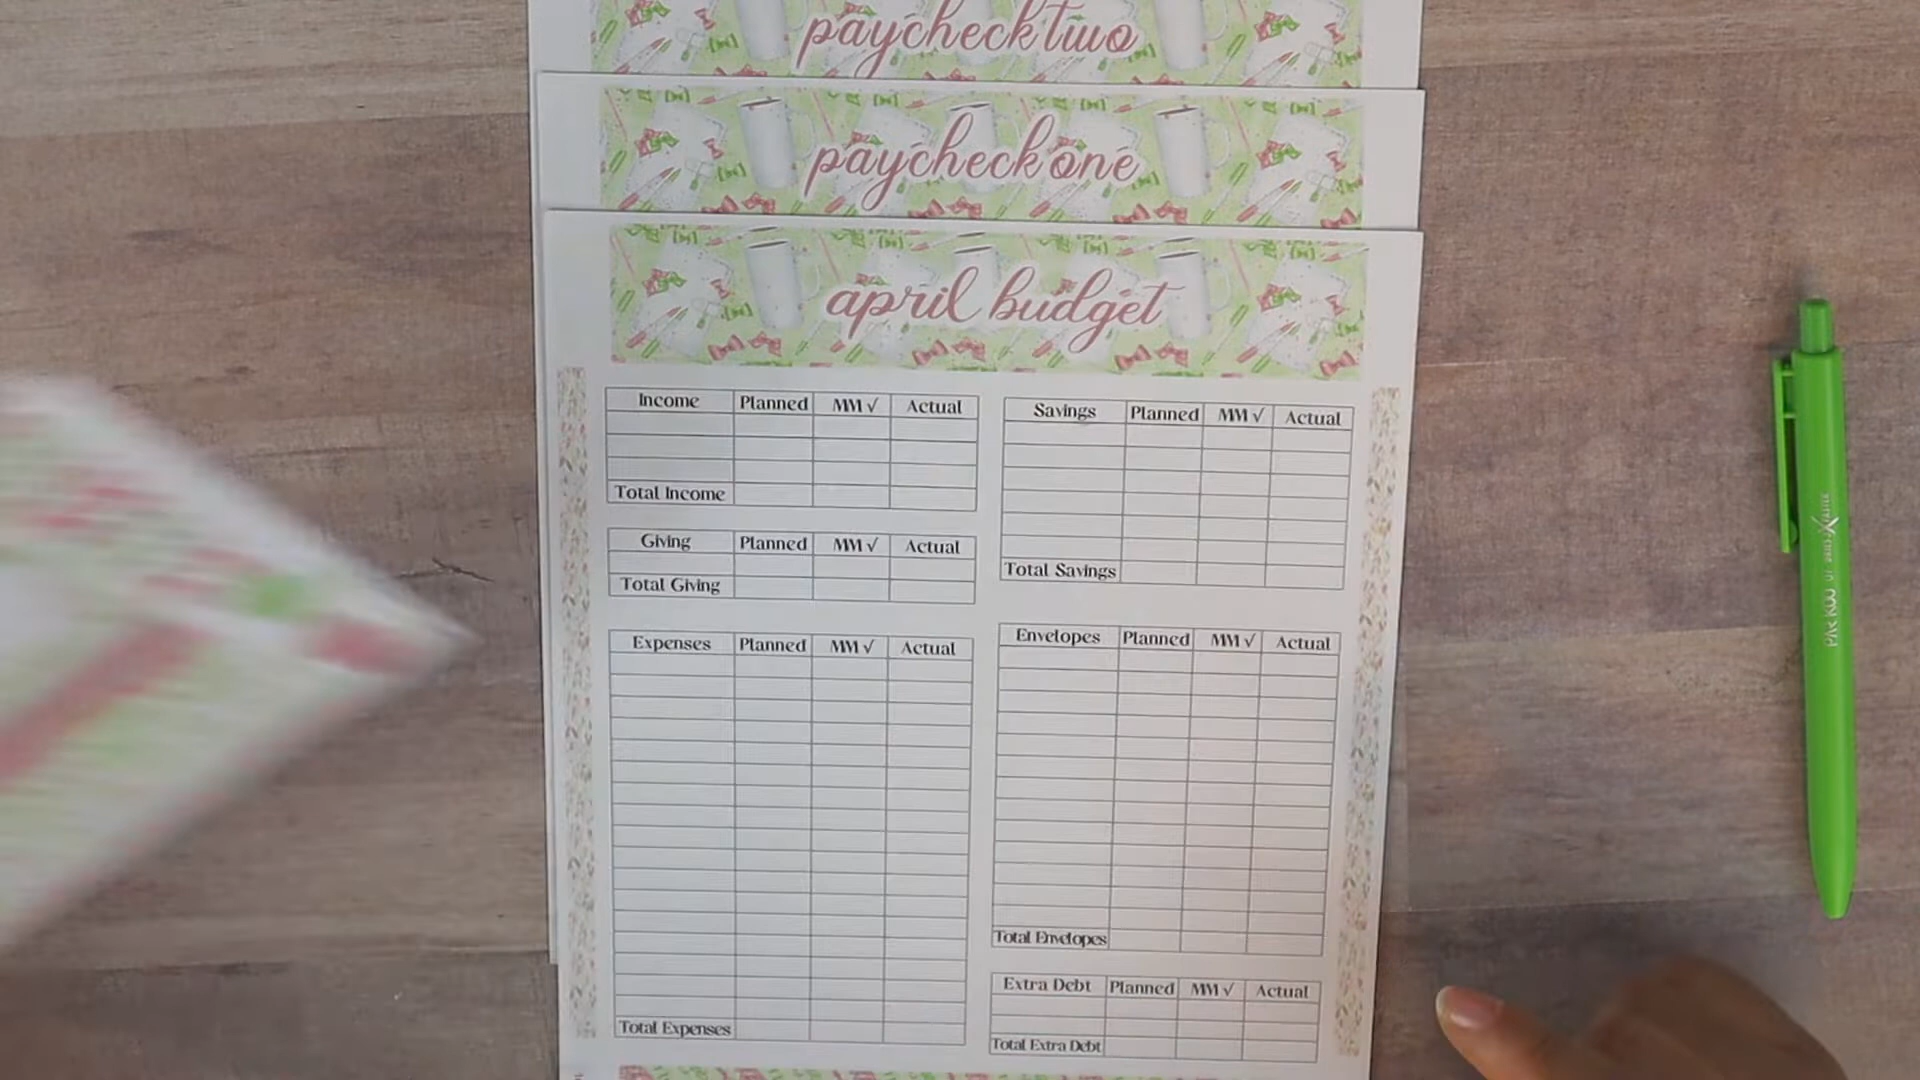 paycheck two
paycheck one
april budget
Income Planned MM √ Actual
Total Income
Giving Planned MM √ Actual
Total Giving
Expenses Planned MM √ Actual
Total Expenses
Savings Planned MM √ Actual
Total Savings
Envelopes Planned MM √ Actual
Total Envelopes
Extra Debt Planned MM √ Actual
Total Extra Debt